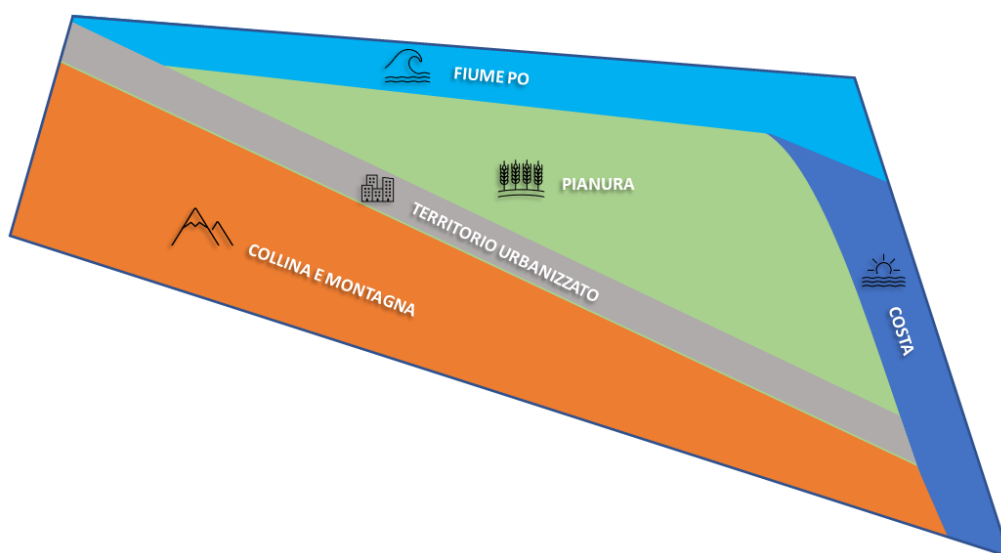 FIUME PO
PIANURA
TERRITORIO URBANIZZATO
COLLINA E MONTAGNA
COSTA